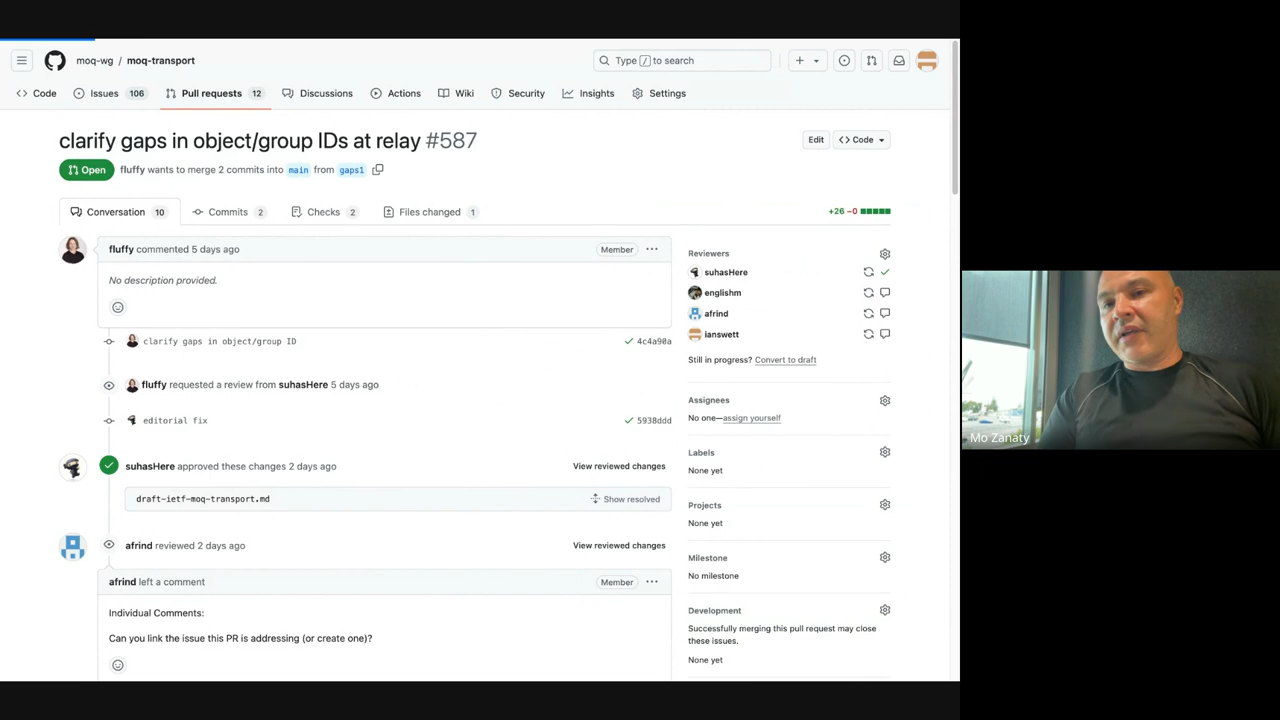 moq-wg / moq-transport
Type / to search
Code
Issues 106
Pull requests 12
Discussions
Actions
Wiki
Security
Insights
Settings
clarify gaps in object/group IDs at relay #587
Edit
Code
Open
fluffy wants to merge 2 commits into main from gaps1
Conversation 10
Commits 2
Checks 2
Files changed 1
+26 −0
fluffy commented 5 days ago
Member
No description provided.
clarify gaps in object/group ID
4c4a90a
fluffy requested a review from suhasHere 5 days ago
editorial fix
5938ddd
suhasHere approved these changes 2 days ago
View reviewed changes
draft-ietf-moq-transport.md
Show resolved
afrind reviewed 2 days ago
View reviewed changes
afrind left a comment
Member
Individual Comments:
Can you link the issue this PR is addressing (or create one)?
Reviewers
suhasHere
englishm
afrind
ianswett
Still in progress? Convert to draft
Assignees
No one—assign yourself
Labels
None yet
Projects
None yet
Milestone
No milestone
Development
Successfully merging this pull request may close
these issues.
None yet
Mo Zanaty